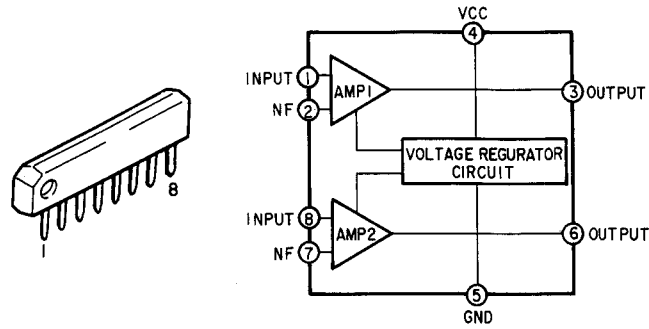 VCC
4
INPUT 1
AMP1
NF 2
3 OUTPUT
VOLTAGE REGURATOR
CIRCUIT
8
1
INPUT 8
AMP2
6 OUTPUT
NF 7
5
GND